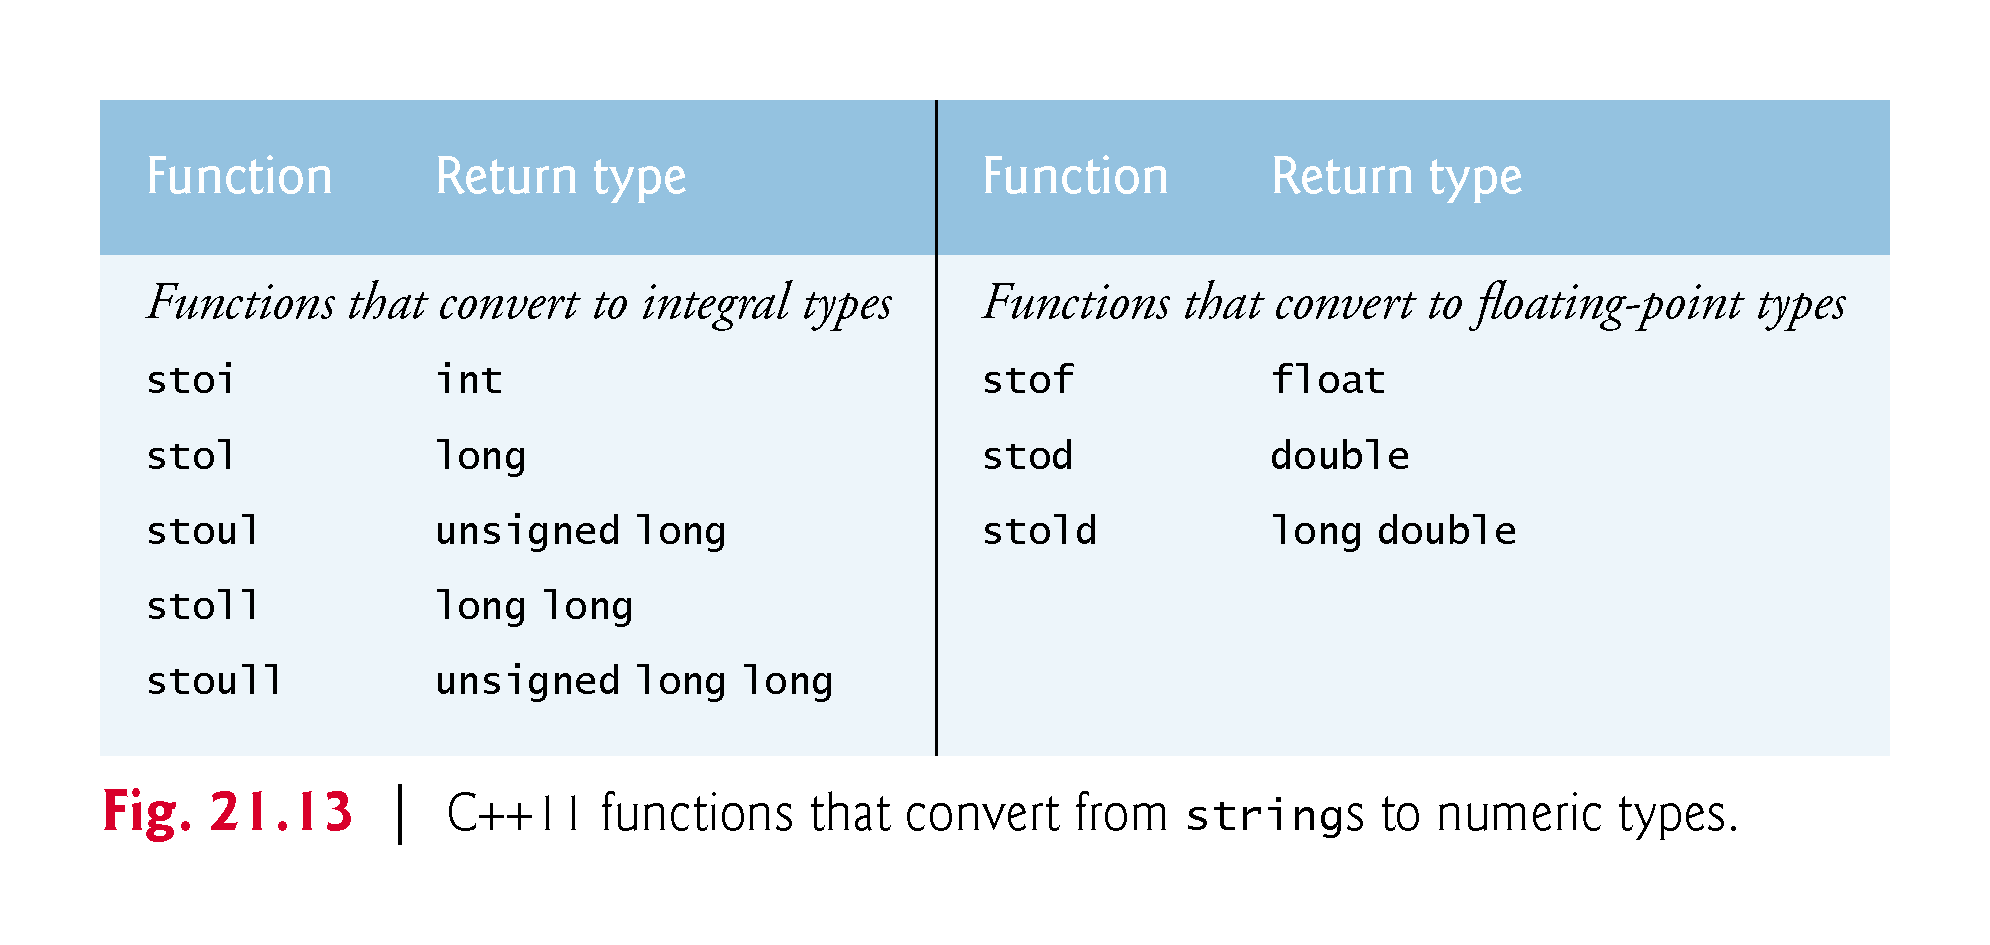 Function Return type Function Return type
Functions that convert to integral types Functions that convert to floating-point types
stoi int stof float
stol long stod double
stoul unsigned long stold long double
stoll long long
stoull unsigned long long
Fig. 21.13 | C++11 functions that convert from strings to numeric types.